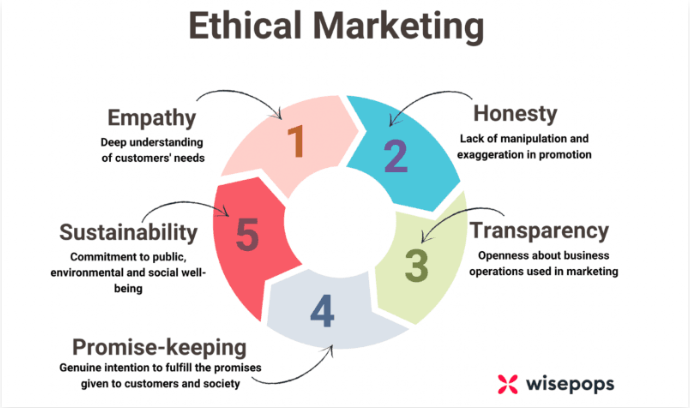 Ethical Marketing
Empathy
Deep understanding
of customers' needs
1
2
Honesty
Lack of manipulation and
exaggeration in promotion
Sustainability
Commitment to public,
environmental and social well-
being
5
3
Transparency
Openness about business
operations used in marketing
4
Promise-keeping
Genuine intention to fulfill the promises
given to customers and society
wisepops